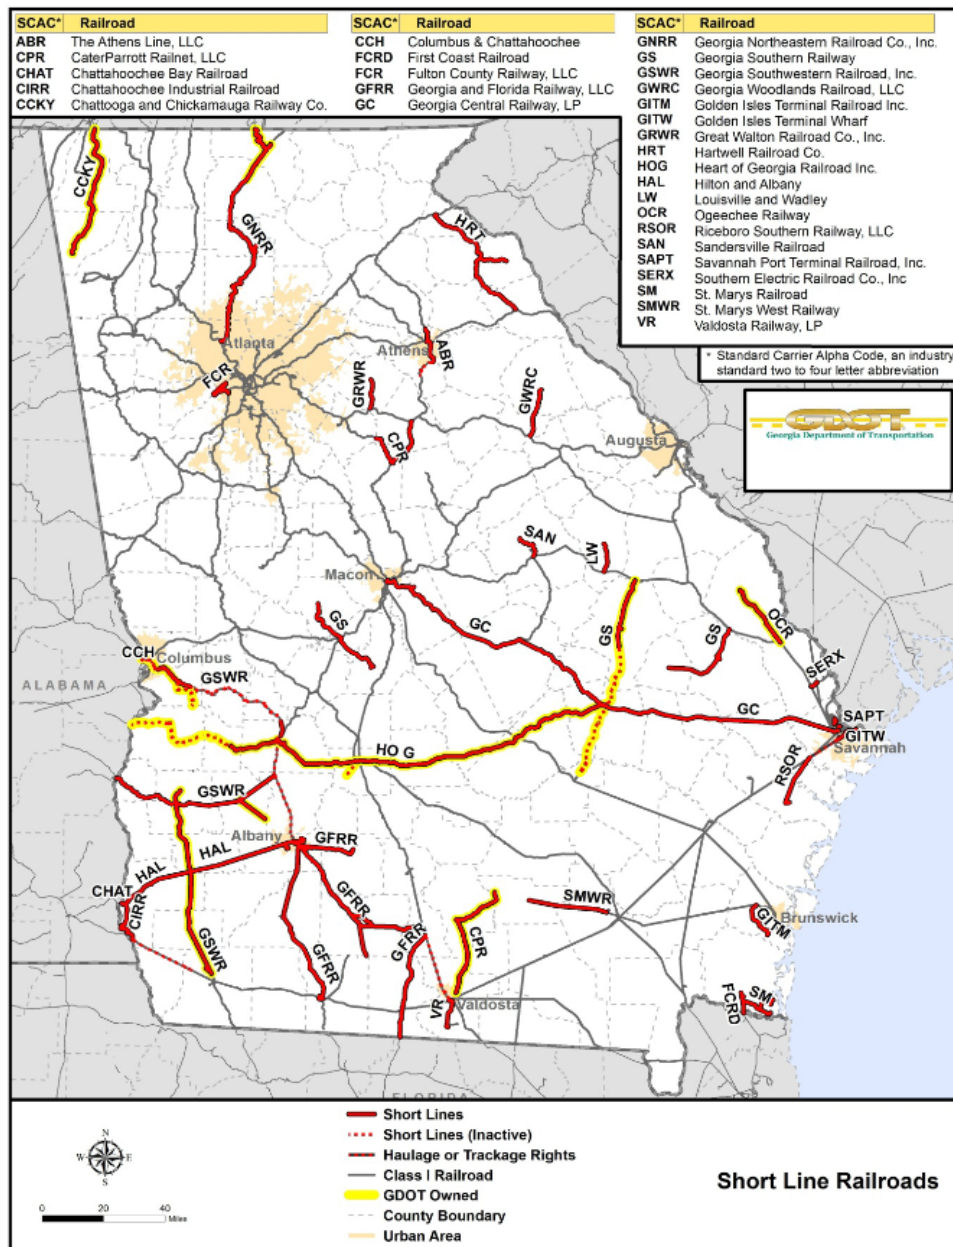 SCAC* Railroad
ABR The Athens Line, LLC
CPR CaterParrott Railnet, LLC
CHAT Chattahoochee Bay Railroad
CIRR Chattahoochee Industrial Railroad
CCKY Chattooga and Chickamauga Railway Co.
SCAC* Railroad
CCH Columbus & Chattahoochee
FCRD First Coast Railroad
FCR Fulton County Railway, LLC
GFRR Georgia and Florida Railway, LLC
GC Georgia Central Railway, LP
SCAC* Railroad
GNRR Georgia Northeastern Railroad Co., Inc.
GS Georgia Southern Railway
GSWR Georgia Southwestern Railroad, Inc.
GWRC Georgia Woodlands Railroad, LLC
GITM Golden Isles Terminal Railroad Inc.
GITW Golden Isles Terminal Wharf
GRWR Great Walton Railroad Co., Inc.
HRT Hartwell Railroad Co.
HOG Heart of Georgia Railroad Inc.
HAL Hilton and Albany
LW Louisville and Wadley
OCR Ogeechee Railway
RSOR Riceboro Southern Railway, LLC
SAN Sandersville Railroad
SAPT Savannah Port Terminal Railroad, Inc.
SERX Southern Electric Railroad Co., Inc
SM St. Marys Railroad
SMWR St. Marys West Railway
VR Valdosta Railway, LP
* Standard Carrier Alpha Code, an industry
standard two to four letter abbreviation
GDOT
Georgia Department of Transportation
CCKY
GNRR
HRT
Atlanta
Athens
ABR
FCR
GRWR
GWRC
CPR
Augusta
SAN
LW
Macon
GS
GC
GS
GS
OCR
CCH
Columbus
GSWR
SERX
ALABAMA
GC
SAPT
GITW
Savannah
HO G
RSOR
GSWR
Albany
GFRR
HAL
HAL
CHAT
CIRR
GSWR
GFRR
GFRR
GFRR
CPR
SMWR
GITM
Brunswick
VR
Valdosta
FCRD
SM
FLORIDA
Short Lines
Short Lines (Inactive)
Haulage or Trackage Rights
Class I Railroad
GDOT Owned
County Boundary
Urban Area
N
W E
S
0 20 40
Miles
Short Line Railroads